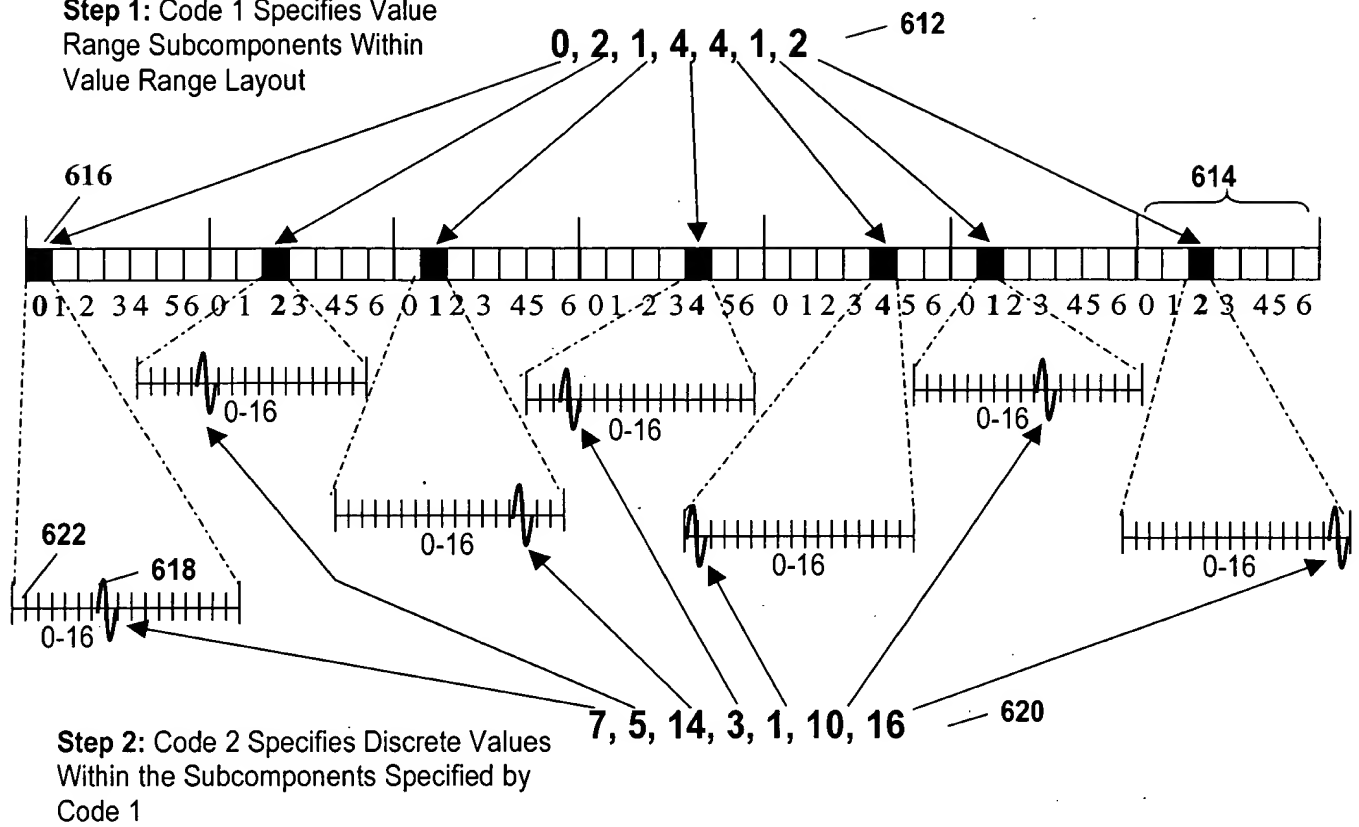 Step 1: Code 1 Specifies Value
Range Subcomponents Within
Value Range Layout
0, 2, 1, 4, 4, 1, 2
612
616
614
0 1 2 3 4 5 6 0 1 2 3 4 5 6 0 1 2 3 4 5 6 0 1 2 3 4 5 6 0 1 2 3 4 5 6 0 1 2 3 4 5 6 0 1 2 3 4 5 6
0-16
0-16
0-16
0-16
0-16
0-16
622
618
0-16
7, 5, 14, 3, 1, 10, 16
620
Step 2: Code 2 Specifies Discrete Values
Within the Subcomponents Specified by
Code 1